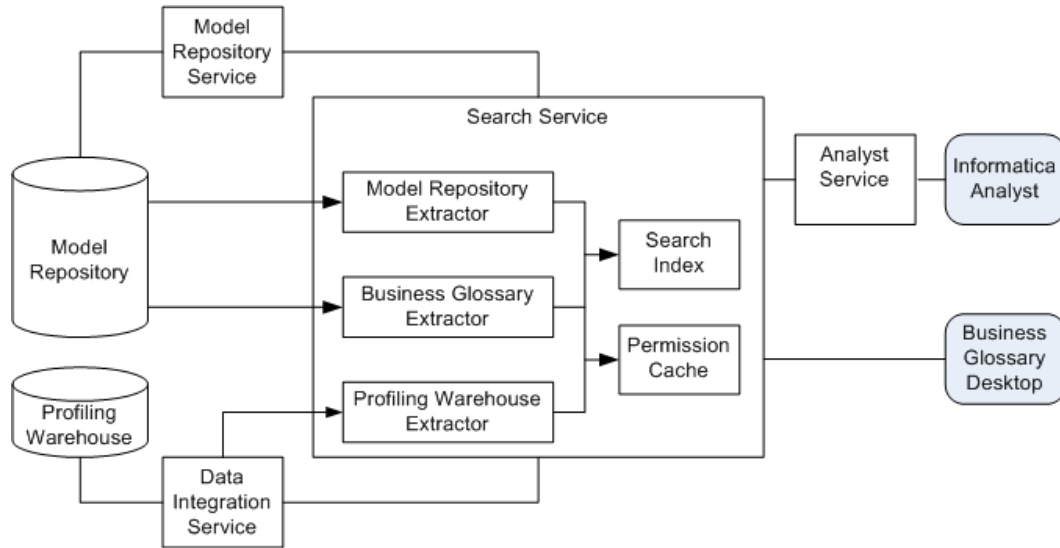 Model
Repository
Service
Search Service
Model Repository
Extractor
Analyst
Service
Informatica
Analyst
Model
Repository
Search
Index
Business Glossary
Extractor
Permission
Cache
Business
Glossary
Desktop
Profiling
Warehouse
Profiling Warehouse
Extractor
Data
Integration
Service